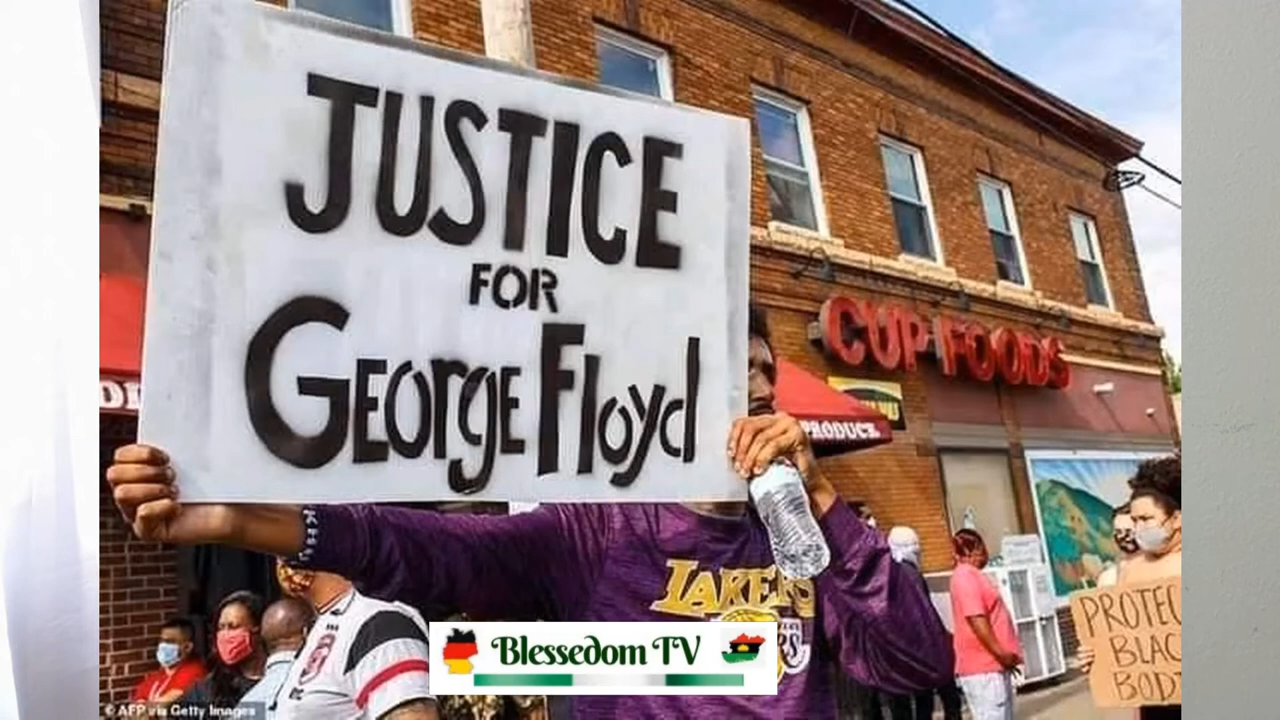 JUSTICE
FOR
GEorgE Floyd
CUP FOODS
PRODUCE
LAKERS
PROTEC
BLAC
BOD
Blessedom TV
© AFP via Getty Images